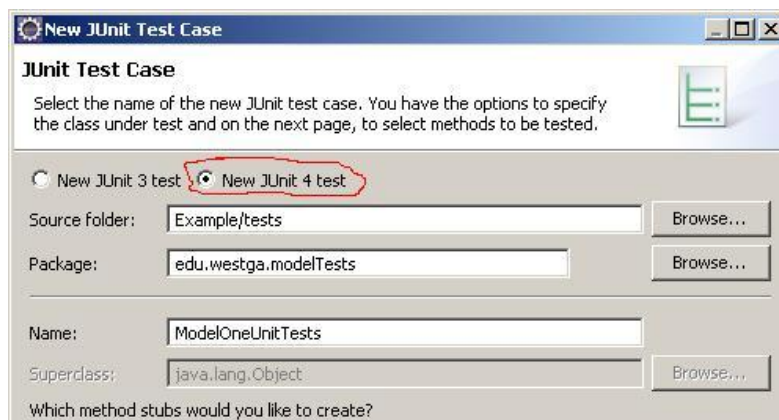 New JUnit Test Case
JUnit Test Case
Select the name of the new JUnit test case. You have the options to specify
the class under test and on the next page, to select methods to be tested.
New JUnit 3 test New JUnit 4 test
Source folder: Example/tests Browse...
Package: edu.westga.modelTests Browse...
Name: ModelOneUnitTests
Superclass: java.lang.Object Browse...
Which method stubs would you like to create?